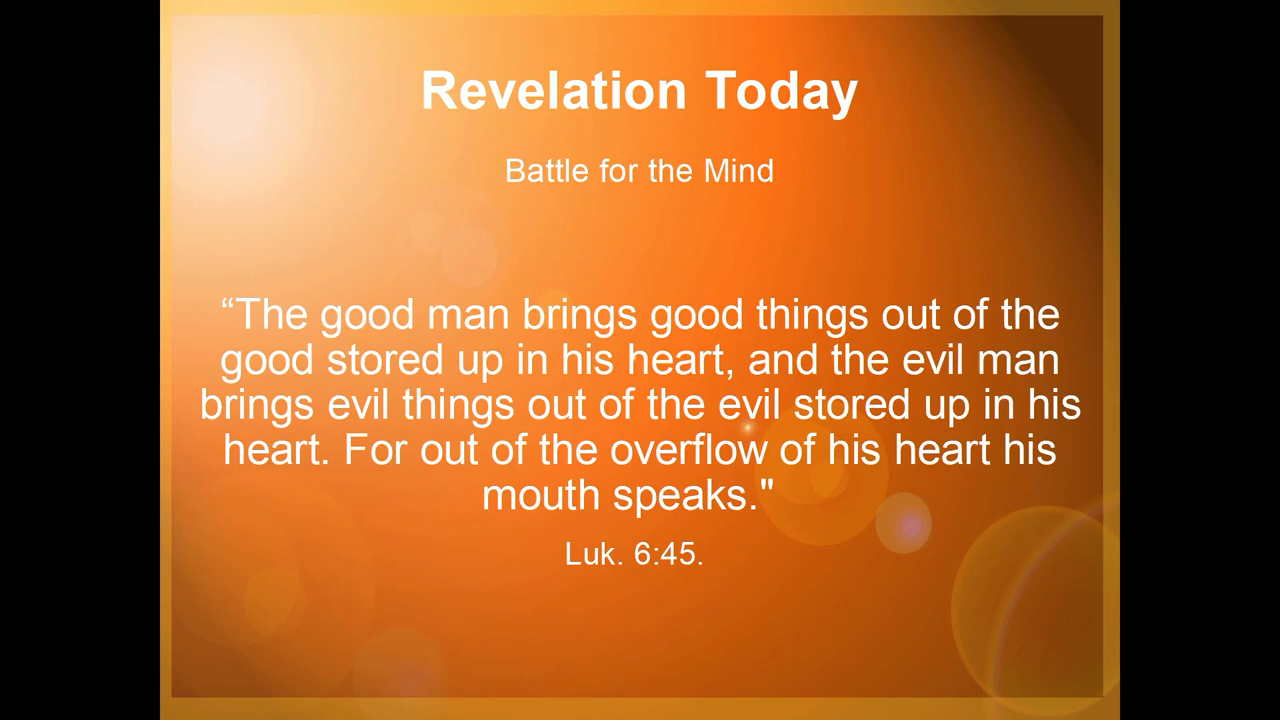 Revelation Today
Battle for the Mind
“The good man brings good things out of the
good stored up in his heart, and the evil man
brings evil things out of the evil stored up in his
heart. For out of the overflow of his heart his
mouth speaks."
Luk. 6:45.